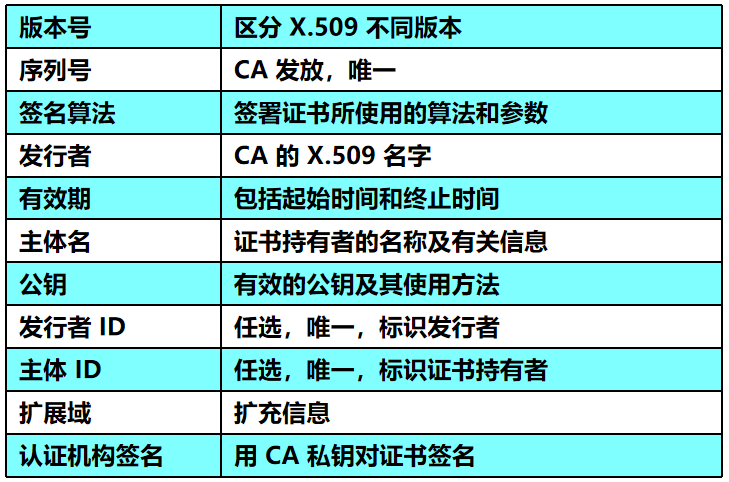 版本号 区分 X.509 不同版本
序列号 CA 发放，唯一
签名算法 签署证书所使用的算法和参数
发行者 CA 的 X.509 名字
有效期 包括起始时间和终止时间
主体名 证书持有者的名称及有关信息
公钥 有效的公钥及其使用方法
发行者 ID 任选，唯一，标识发行者
主体 ID 任选，唯一，标识证书持有者
扩展域 扩充信息
认证机构签名 用 CA 私钥对证书签名